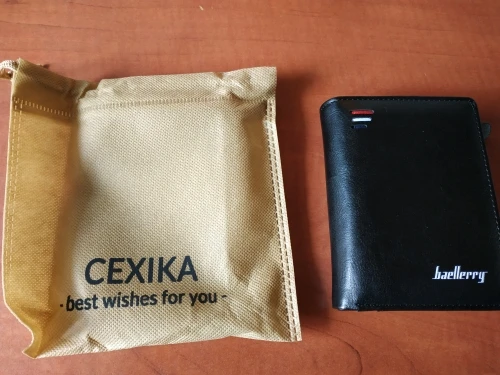 CEXIKA
- best wishes for you -
baellerry